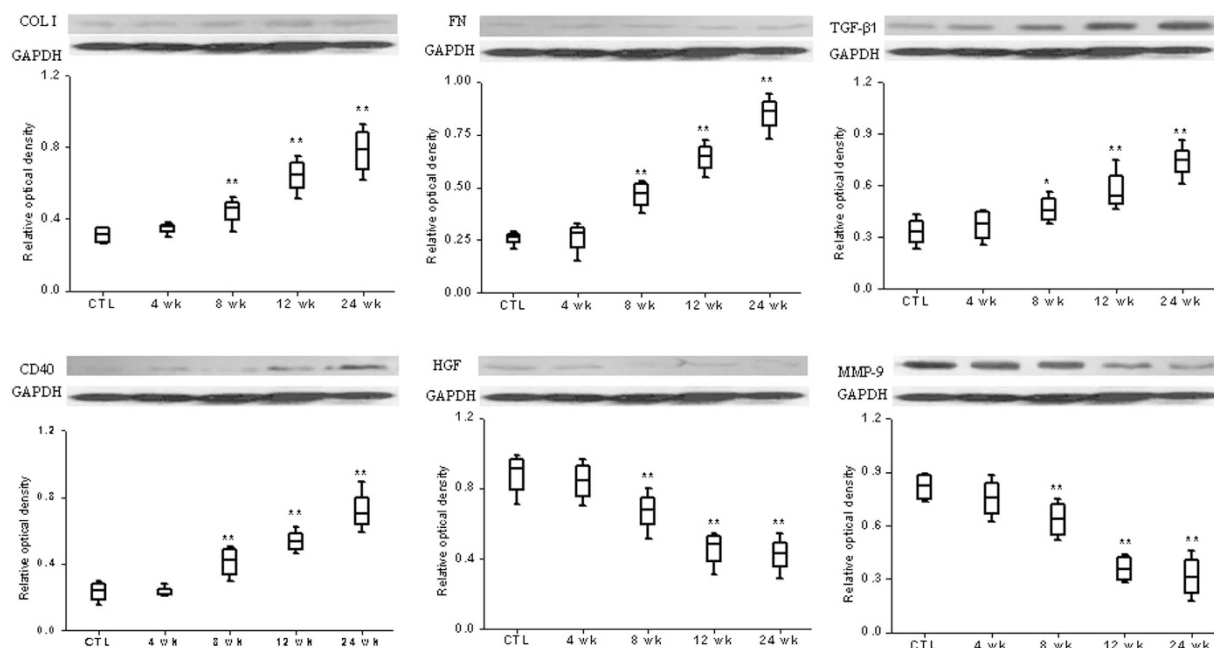 COL I
GAPDH
Relative optical density
1.2
0.8
0.4
0.0
**
**
**
CTL 4 wk 8 wk 12 wk 24 wk
FN
GAPDH
Relative optical density
1.00
0.75
0.50
0.25
0.00
**
**
**
CTL 4 wk 8 wk 12 wk 24 wk
TGF-β1
GAPDH
Relative optical density
1.2
0.9
0.6
0.3
0.0
*
**
**
CTL 4 wk 8 wk 12 wk 24 wk
CD40
GAPDH
Relative optical density
1.2
0.8
0.4
0.0
**
**
**
CTL 4 wk 8 wk 12 wk 24 wk
HGF
GAPDH
Relative optical density
1.2
0.8
0.4
0.0
**
**
**
CTL 4 wk 8 wk 12 wk 24 wk
MMP-9
GAPDH
Relative optical density
1.2
0.9
0.6
0.3
0.0
**
**
**
CTL 4 wk 8 wk 12 wk 24 wk